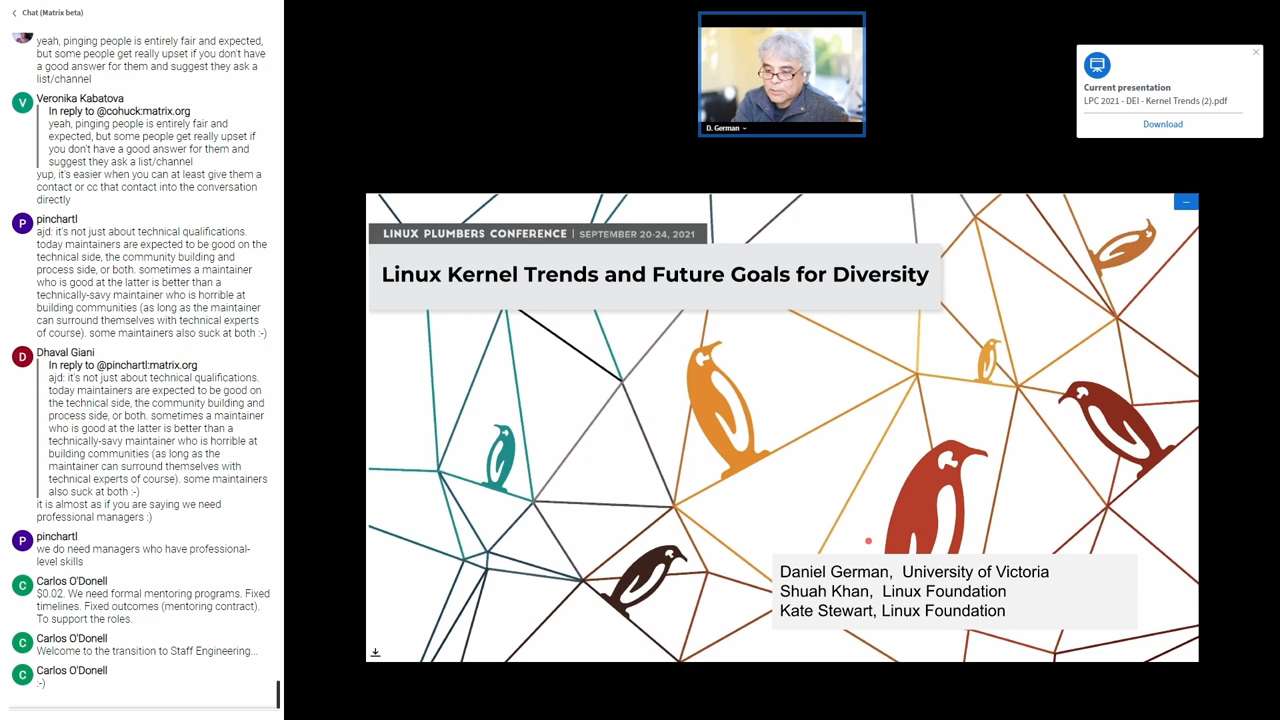 Chat (Matrix beta)
yeah, pinging people is entirely fair and expected,
but some people get really upset if you don't have
a good answer for them and suggest they ask a
list/channel
V
Veronika Kabatova
In reply to @cohuck:matrix.org
yeah, pinging people is entirely fair and
expected, but some people get really upset if
you don't have a good answer for them and
suggest they ask a list/channel
yup, it's easier when you can at least give them a
contact or cc that contact into the conversation
directly
P
pinchartl
ajd: it's not just about technical qualifications.
today maintainers are expected to be good on the
technical side, the community building and
process side, or both. sometimes a maintainer
who is good at the latter is better than a
technically-savy maintainer who is horrible at
building communities (as long as the maintainer
can surround themselves with technical experts
of course). some maintainers also suck at both :-)
D
Dhaval Giani
In reply to @pinchartl:matrix.org
ajd: it's not just about technical qualifications.
today maintainers are expected to be good on
the technical side, the community building and
process side, or both. sometimes a maintainer
who is good at the latter is better than a
technically-savy maintainer who is horrible at
building communities (as long as the
maintainer can surround themselves with
technical experts of course). some maintainers
also suck at both :-)
it is almost as if you are saying we need
professional managers :)
P
pinchartl
we do need managers who have professional-
level skills
C
Carlos O'Donell
$0.02. We need formal mentoring programs. Fixed
timelines. Fixed outcomes (mentoring contract).
To support the roles.
C
Carlos O'Donell
Welcome to the transition to Staff Engineering...
C
Carlos O'Donell
:-)
D. German
Current presentation
LPC 2021 - DEI - Kernel Trends (2).pdf
Download
LINUX PLUMBERS CONFERENCE | SEPTEMBER 20-24, 2021
Linux Kernel Trends and Future Goals for Diversity
Daniel German, University of Victoria
Shuah Khan, Linux Foundation
Kate Stewart, Linux Foundation